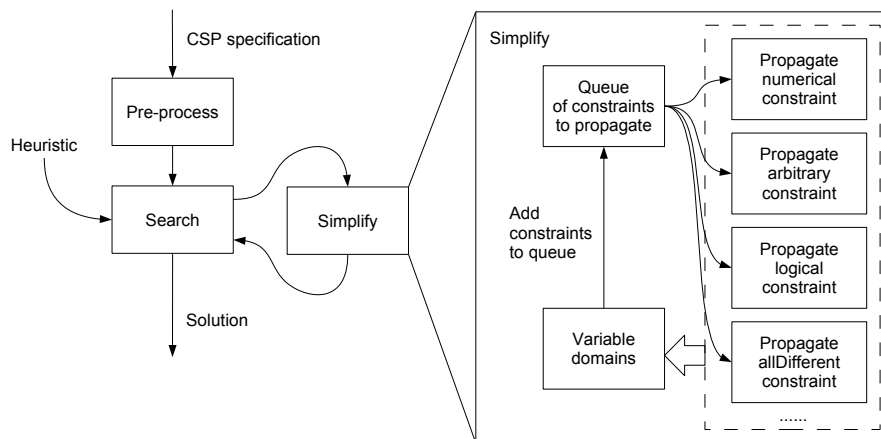 CSP specification
Pre-process
Heuristic
Search
Simplify
Solution
Simplify
Queue
of constraints
to propagate
Add
constraints
to queue
Variable
domains
Propagate
numerical
constraint
Propagate
arbitrary
constraint
Propagate
logical
constraint
Propagate
allDifferent
constraint
......